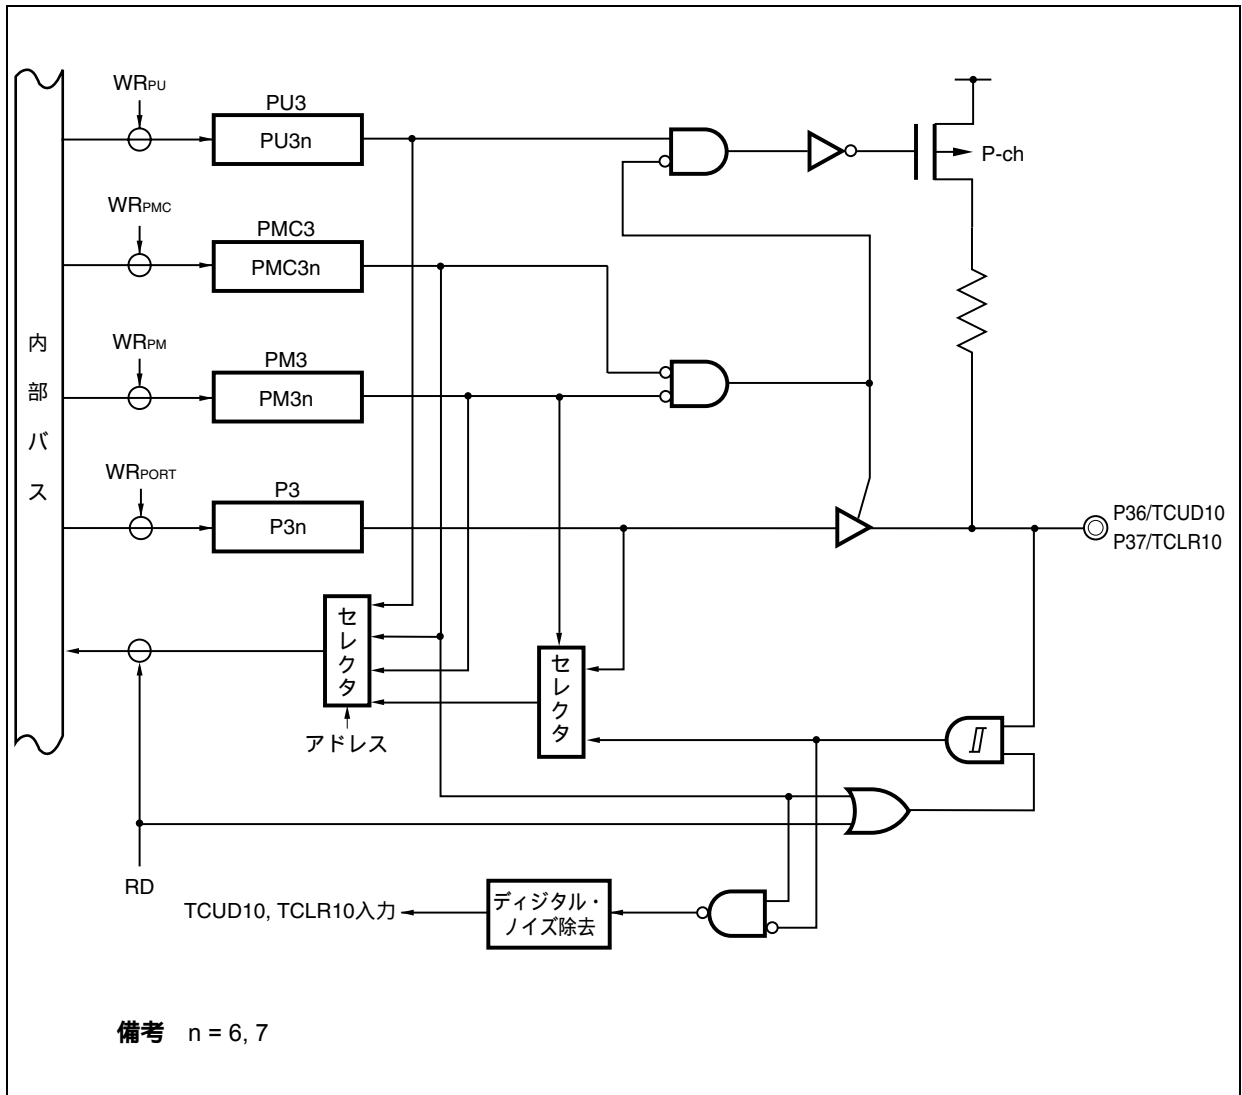 WRPU
PU3
PU3n
P-ch
WRPMC
PMC3
PMC3n
内部バス
WRPM
PM3
PM3n
WRPORT
P3
P3n
P36/TCUD10
P37/TCLR10
セレクタ
セレクタ
アドレス
RD
TCUD10, TCLR10入力
ディジタル・
ノイズ除去
備考 n = 6, 7